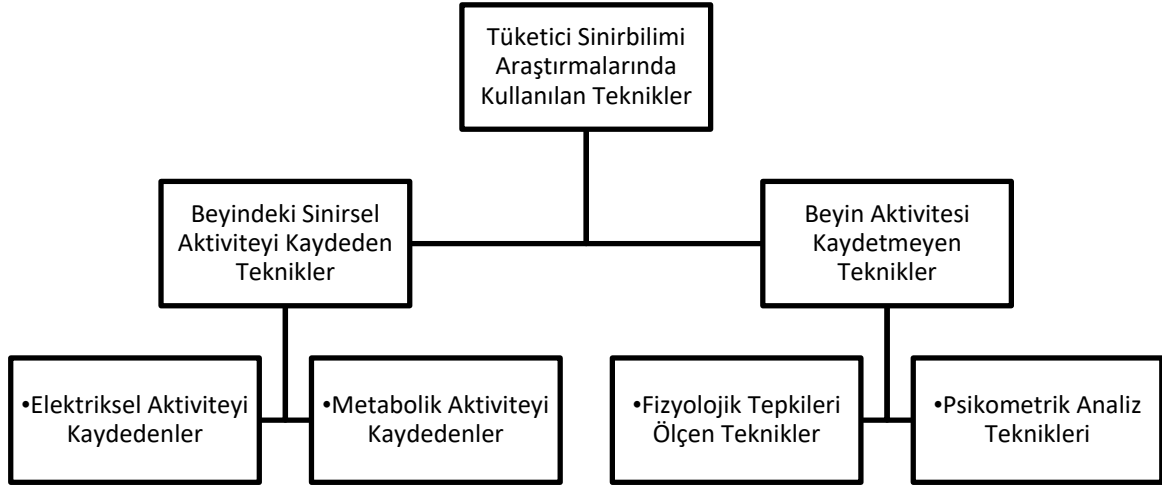 Tüketici Sinirbilimi
Araştırmalarında
Kullanılan Teknikler
Beyindeki Sinirsel
Aktiviteyi Kaydeden
Teknikler
Beyin Aktivitesi
Kaydetmeyen
Teknikler
•Elektriksel Aktiviteyi
Kaydedenler
•Metabolik Aktiviteyi
Kaydedenler
•Fizyolojik Tepkileri
Ölçen Teknikler
•Psikometrik Analiz
Teknikleri